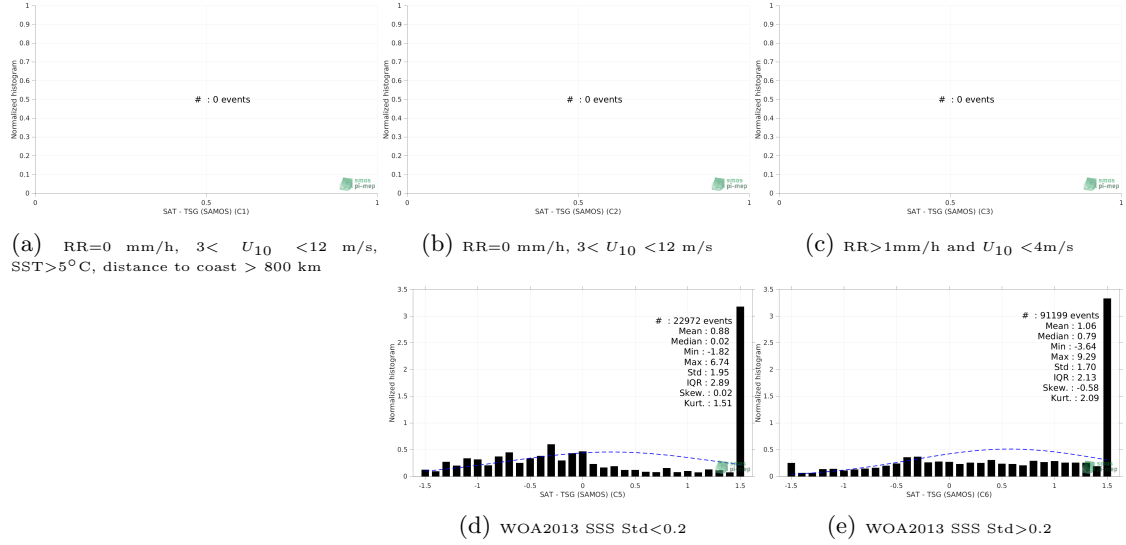 1
0.9
0.8
0.7
0.6
0.5
0.4
0.3
0.2
0.1
0
Normalized histogram
# : 0 events
smos
pi-mep
0 0.5 1
SAT - TSG (SAMOS) (C1)
(a) RR=0 mm/h, 3< U10 <12 m/s,
SST>5°C, distance to coast > 800 km
1
0.9
0.8
0.7
0.6
0.5
0.4
0.3
0.2
0.1
0
Normalized histogram
# : 0 events
smos
pi-mep
0 0.5 1
SAT - TSG (SAMOS) (C2)
(b) RR=0 mm/h, 3< U10 <12 m/s
1
0.9
0.8
0.7
0.6
0.5
0.4
0.3
0.2
0.1
0
Normalized histogram
# : 0 events
smos
pi-mep
0 0.5 1
SAT - TSG (SAMOS) (C3)
(c) RR>1mm/h and U10 <4m/s
3.5
3
2.5
2
1.5
1
0.5
0
Normalized histogram
# : 22972 events
Mean : 0.88
Median : 0.02
Min : -1.82
Max : 6.74
Std : 1.95
IQR : 2.89
Skew. : 0.02
Kurt. : 1.51
smos
pi-mep
-1.5 -1 -0.5 0 0.5 1 1.5
SAT - TSG (SAMOS) (C5)
(d) WOA2013 SSS Std<0.2
3.5
3
2.5
2
1.5
1
0.5
0
Normalized histogram
# : 91199 events
Mean : 1.06
Median : 0.79
Min : -3.64
Max : 9.29
Std : 1.70
IQR : 2.13
Skew. : -0.58
Kurt. : 2.09
smos
pi-mep
-1.5 -1 -0.5 0 0.5 1 1.5
SAT - TSG (SAMOS) (C6)
(e) WOA2013 SSS Std>0.2